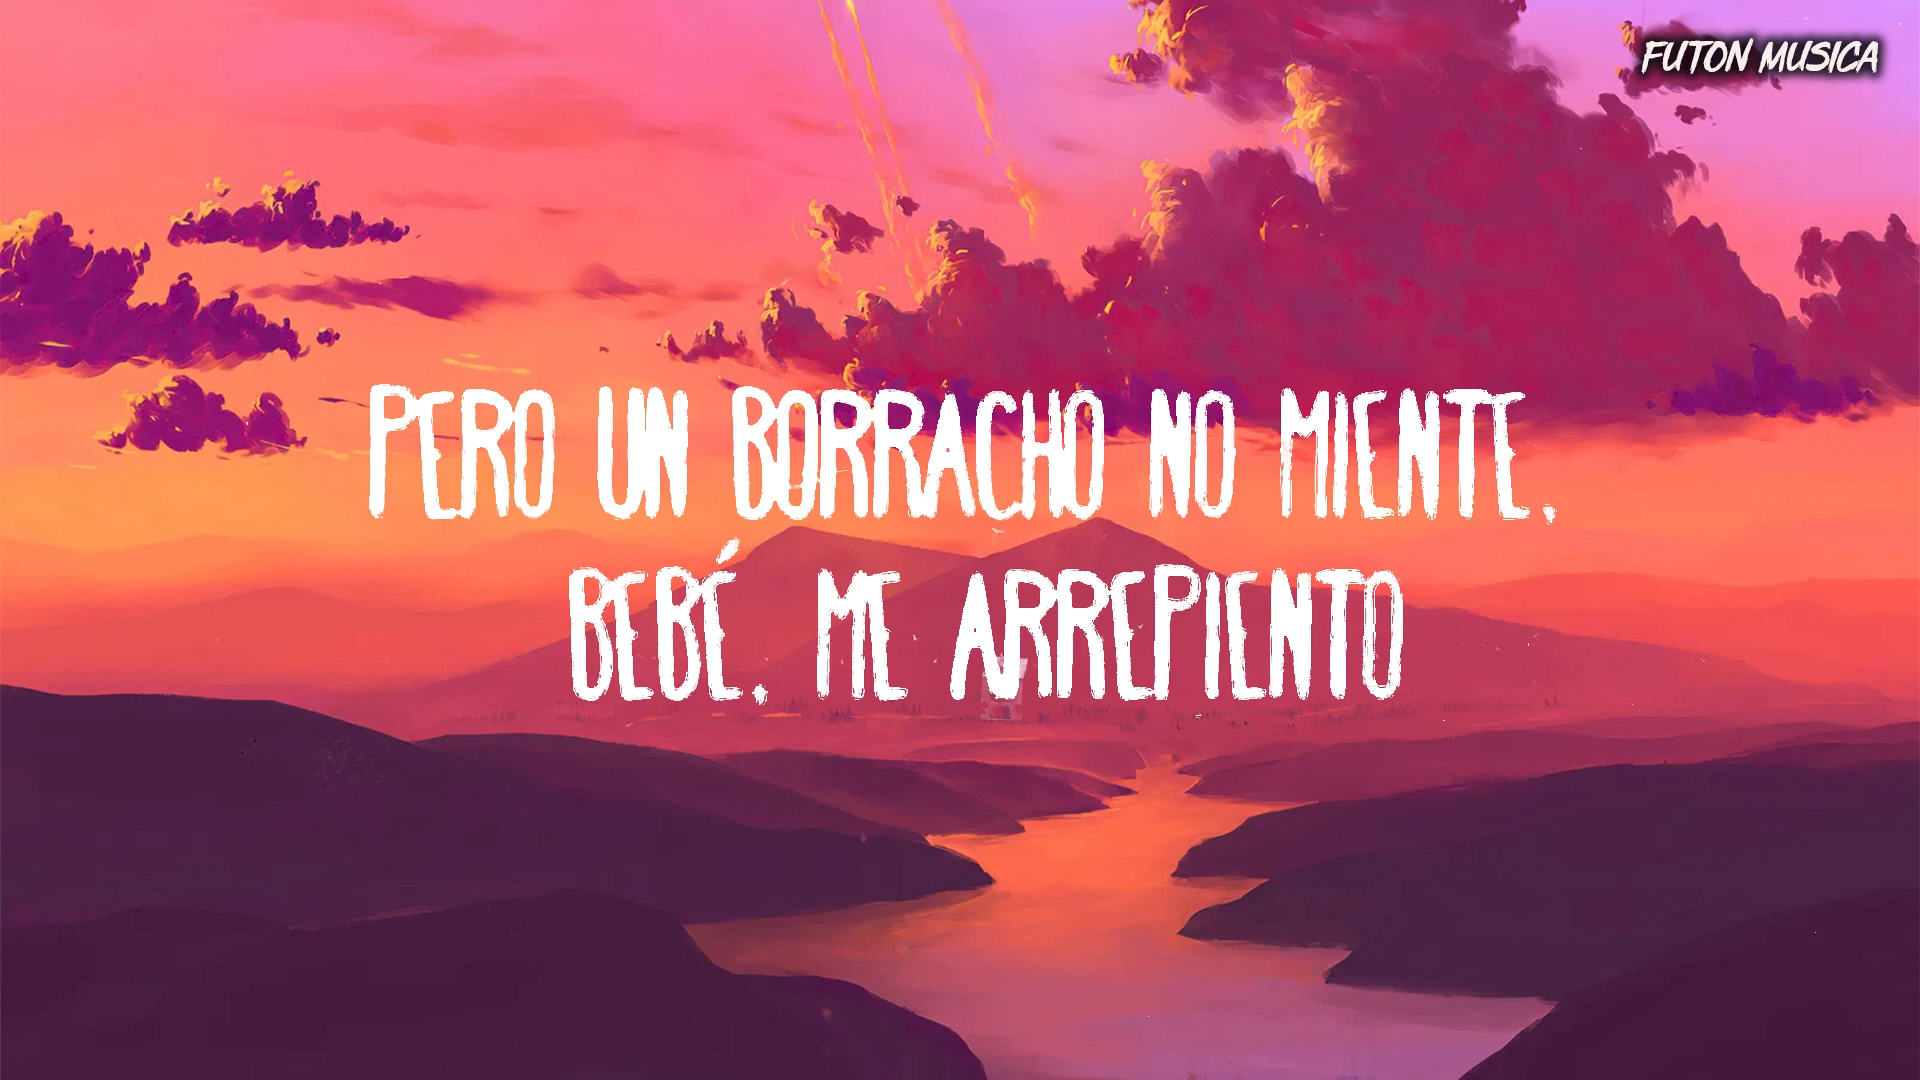 FUTON MUSICA
PERO UN BORRACHO NO MIENTE,
BEBÉ, ME ARREPIENTO